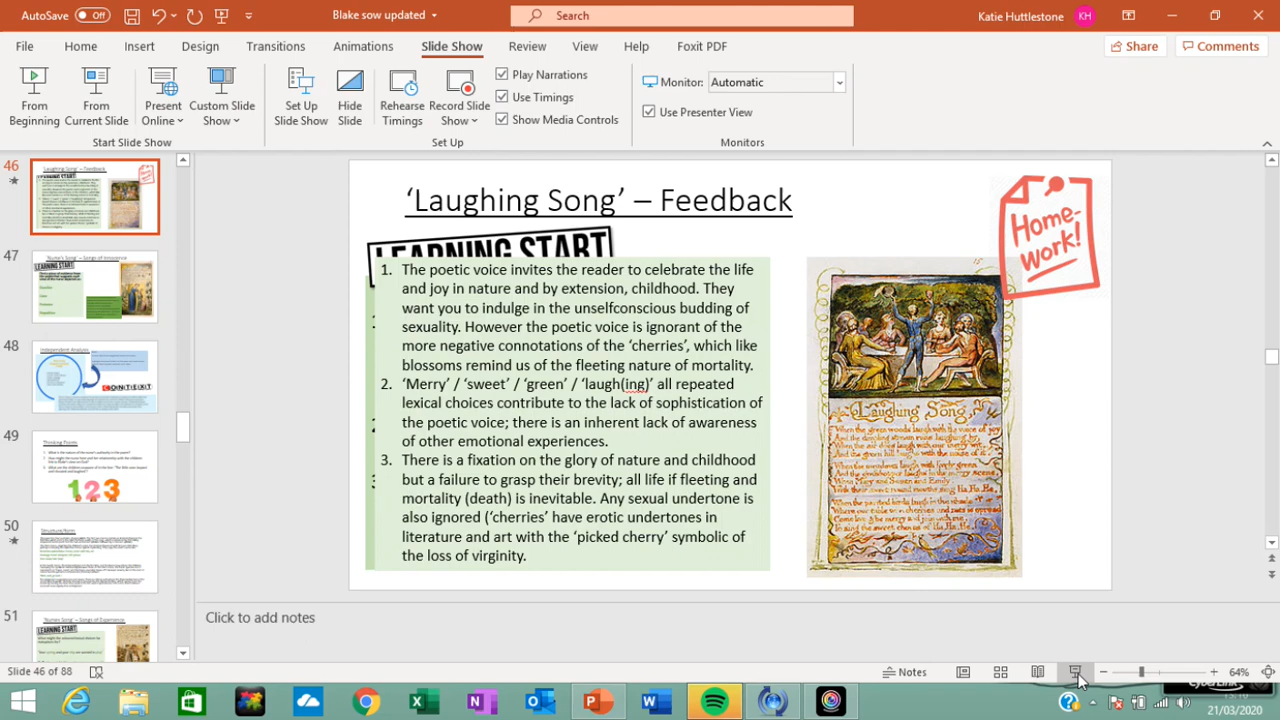 AutoSave Off
Blake sow updated
Search
Katie Huttlestone KH
File Home Insert Design Transitions Animations Slide Show Review View Help Foxit PDF
Share Comments
From Beginning
From Current Slide
Present Online
Custom Slide Show
Start Slide Show
Set Up Slide Show
Hide Slide
Rehearse Timings
Record Slide Show
Play Narrations
Use Timings
Show Media Controls
Set Up
Monitor: Automatic
Use Presenter View
Monitors
46
47
48
49
50
51
‘Laughing Song’ – Feedback
Home-
work!
LEARNING START
1. The poetic voice invites the reader to celebrate the life
and joy in nature and by extension, childhood. They
want you to indulge in the unselfconscious budding of
sexuality. However the poetic voice is ignorant of the
more negative connotations of the ‘cherries’, which like
blossoms remind us of the fleeting nature of mortality.
2. ‘Merry’ / ‘sweet’ / ‘green’ / ‘laugh(ing)’ all repeated
lexical choices contribute to the lack of sophistication of
the poetic voice; there is an inherent lack of awareness
of other emotional experiences.
3. There is a fixation on the glory of nature and childhood
but a failure to grasp their brevity; all life if fleeting and
mortality (death) is inevitable. Any sexual undertone is
also ignored (‘cherries’ have erotic undertones in
literature and art with the ‘picked cherry’ symbolic of
the loss of virginity.
Laughing Song
Click to add notes
Slide 46 of 88
Notes
64%
21/03/2020